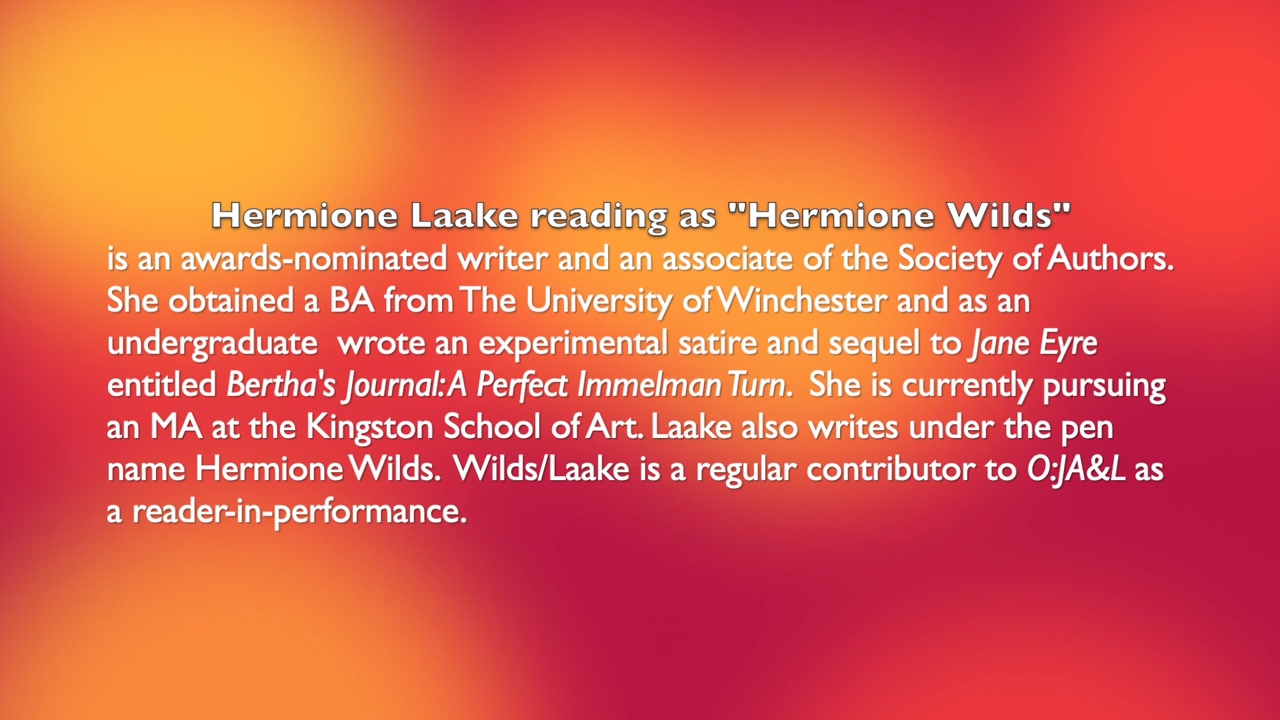 Hermione Laake reading as "Hermione Wilds"
is an awards-nominated writer and an associate of the Society of Authors.
She obtained a BA from The University of Winchester and as an
undergraduate  wrote an experimental satire and sequel to Jane Eyre
entitled Bertha's Journal: A Perfect Immelman Turn.  She is currently pursuing
an MA at the Kingston School of Art. Laake also writes under the pen
name Hermione Wilds.  Wilds/Laake is a regular contributor to O:JA&L as
a reader-in-performance.